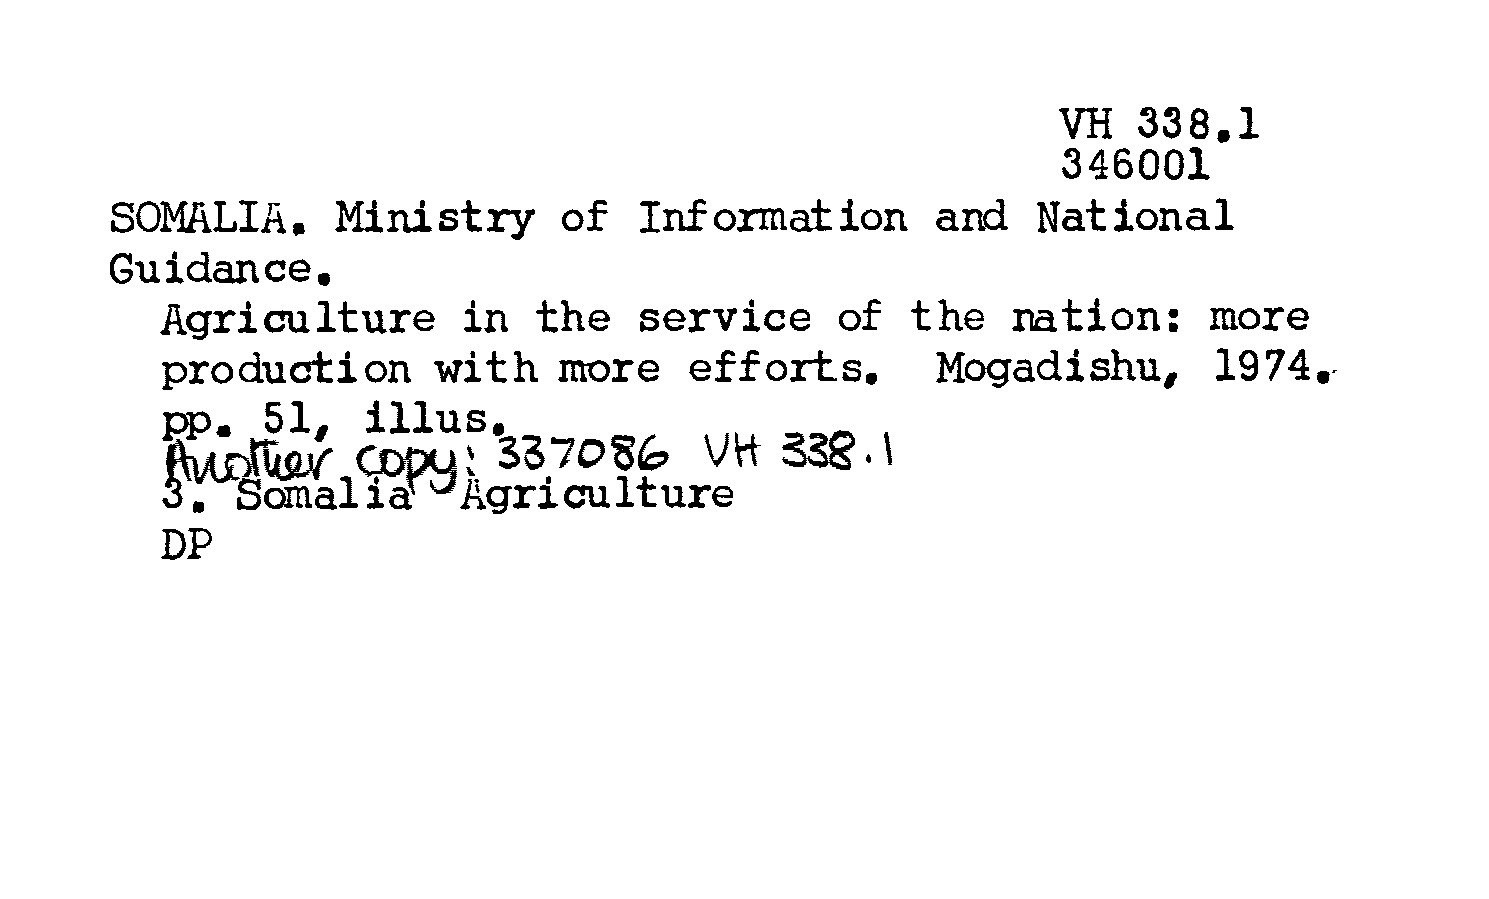 VH 338.1
346001
SOMALIA. Ministry of Information and National
Guidance.
Agriculture in the service of the nation: more
production with more efforts. Mogadishu, 1974.
pp. 51, illus.
Another copy: 337086 VH 338.1
3. Somalia Agriculture
DP